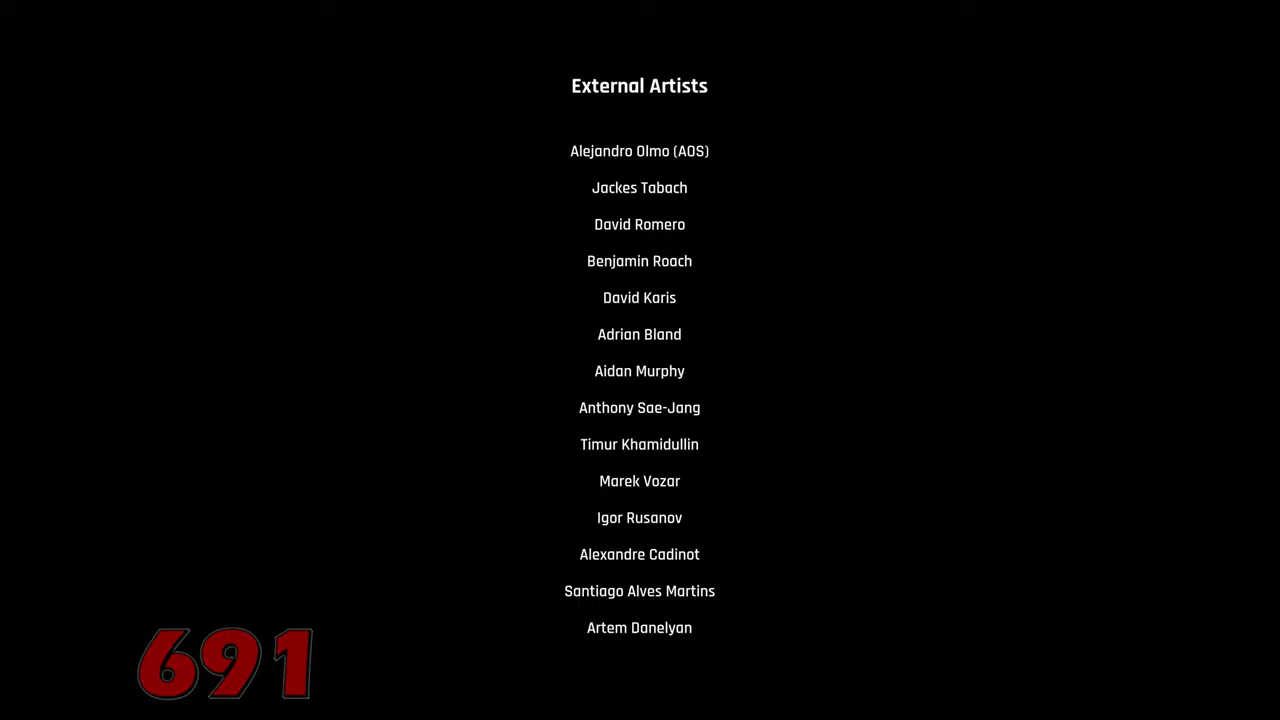 External Artists
Alejandro Olmo (AOS)
Jackes Tabach
David Romero
Benjamin Roach
David Karis
Adrian Bland
Aidan Murphy
Anthony Sae-Jang
Timur Khamidullin
Marek Vozar
Igor Rusanov
Alexandre Cadinot
Santiago Alves Martins
Artem Danelyan
691